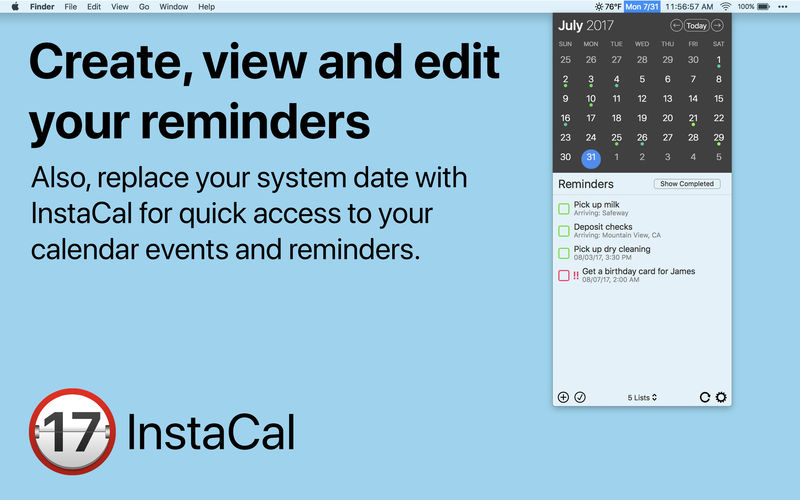 Finder File Edit View Go Window Help 76°F Mon 7/31 11:56:57 AM 100%
Create, view and edit
your reminders
Also, replace your system date with
InstaCal for quick access to your
calendar events and reminders.
17 InstaCal
July 2017 Today
SUN MON TUE WED THU FRI SAT
25 26 27 28 29 30 1
2 3 4 5 6 7 8
9 10 11 12 13 14 15
16 17 18 19 20 21 22
23 24 25 26 27 28 29
30 31 1 2 3 4 5
Reminders Show Completed
Pick up milk
Arriving: Safeway
Deposit checks
Arriving: Mountain View, CA
Pick up dry cleaning
08/03/17, 3:30 PM
!! Get a birthday card for James
08/07/17, 2:00 AM
5 Lists